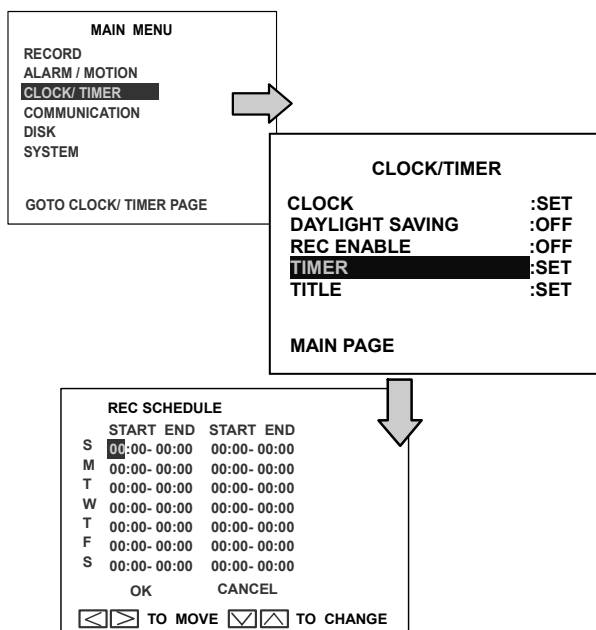 MAIN MENU
RECORD
ALARM / MOTION
CLOCK/ TIMER
COMMUNICATION
DISK
SYSTEM
GOTO CLOCK/ TIMER PAGE
CLOCK/TIMER
CLOCK :SET
DAYLIGHT SAVING :OFF
REC ENABLE :OFF
TIMER :SET
TITLE :SET
MAIN PAGE
REC SCHEDULE
START END START END
S 00:00- 00:00 00:00- 00:00
M 00:00- 00:00 00:00- 00:00
T 00:00- 00:00 00:00- 00:00
W 00:00- 00:00 00:00- 00:00
T 00:00- 00:00 00:00- 00:00
F 00:00- 00:00 00:00- 00:00
S 00:00- 00:00 00:00- 00:00
OK CANCEL
TO MOVE TO CHANGE